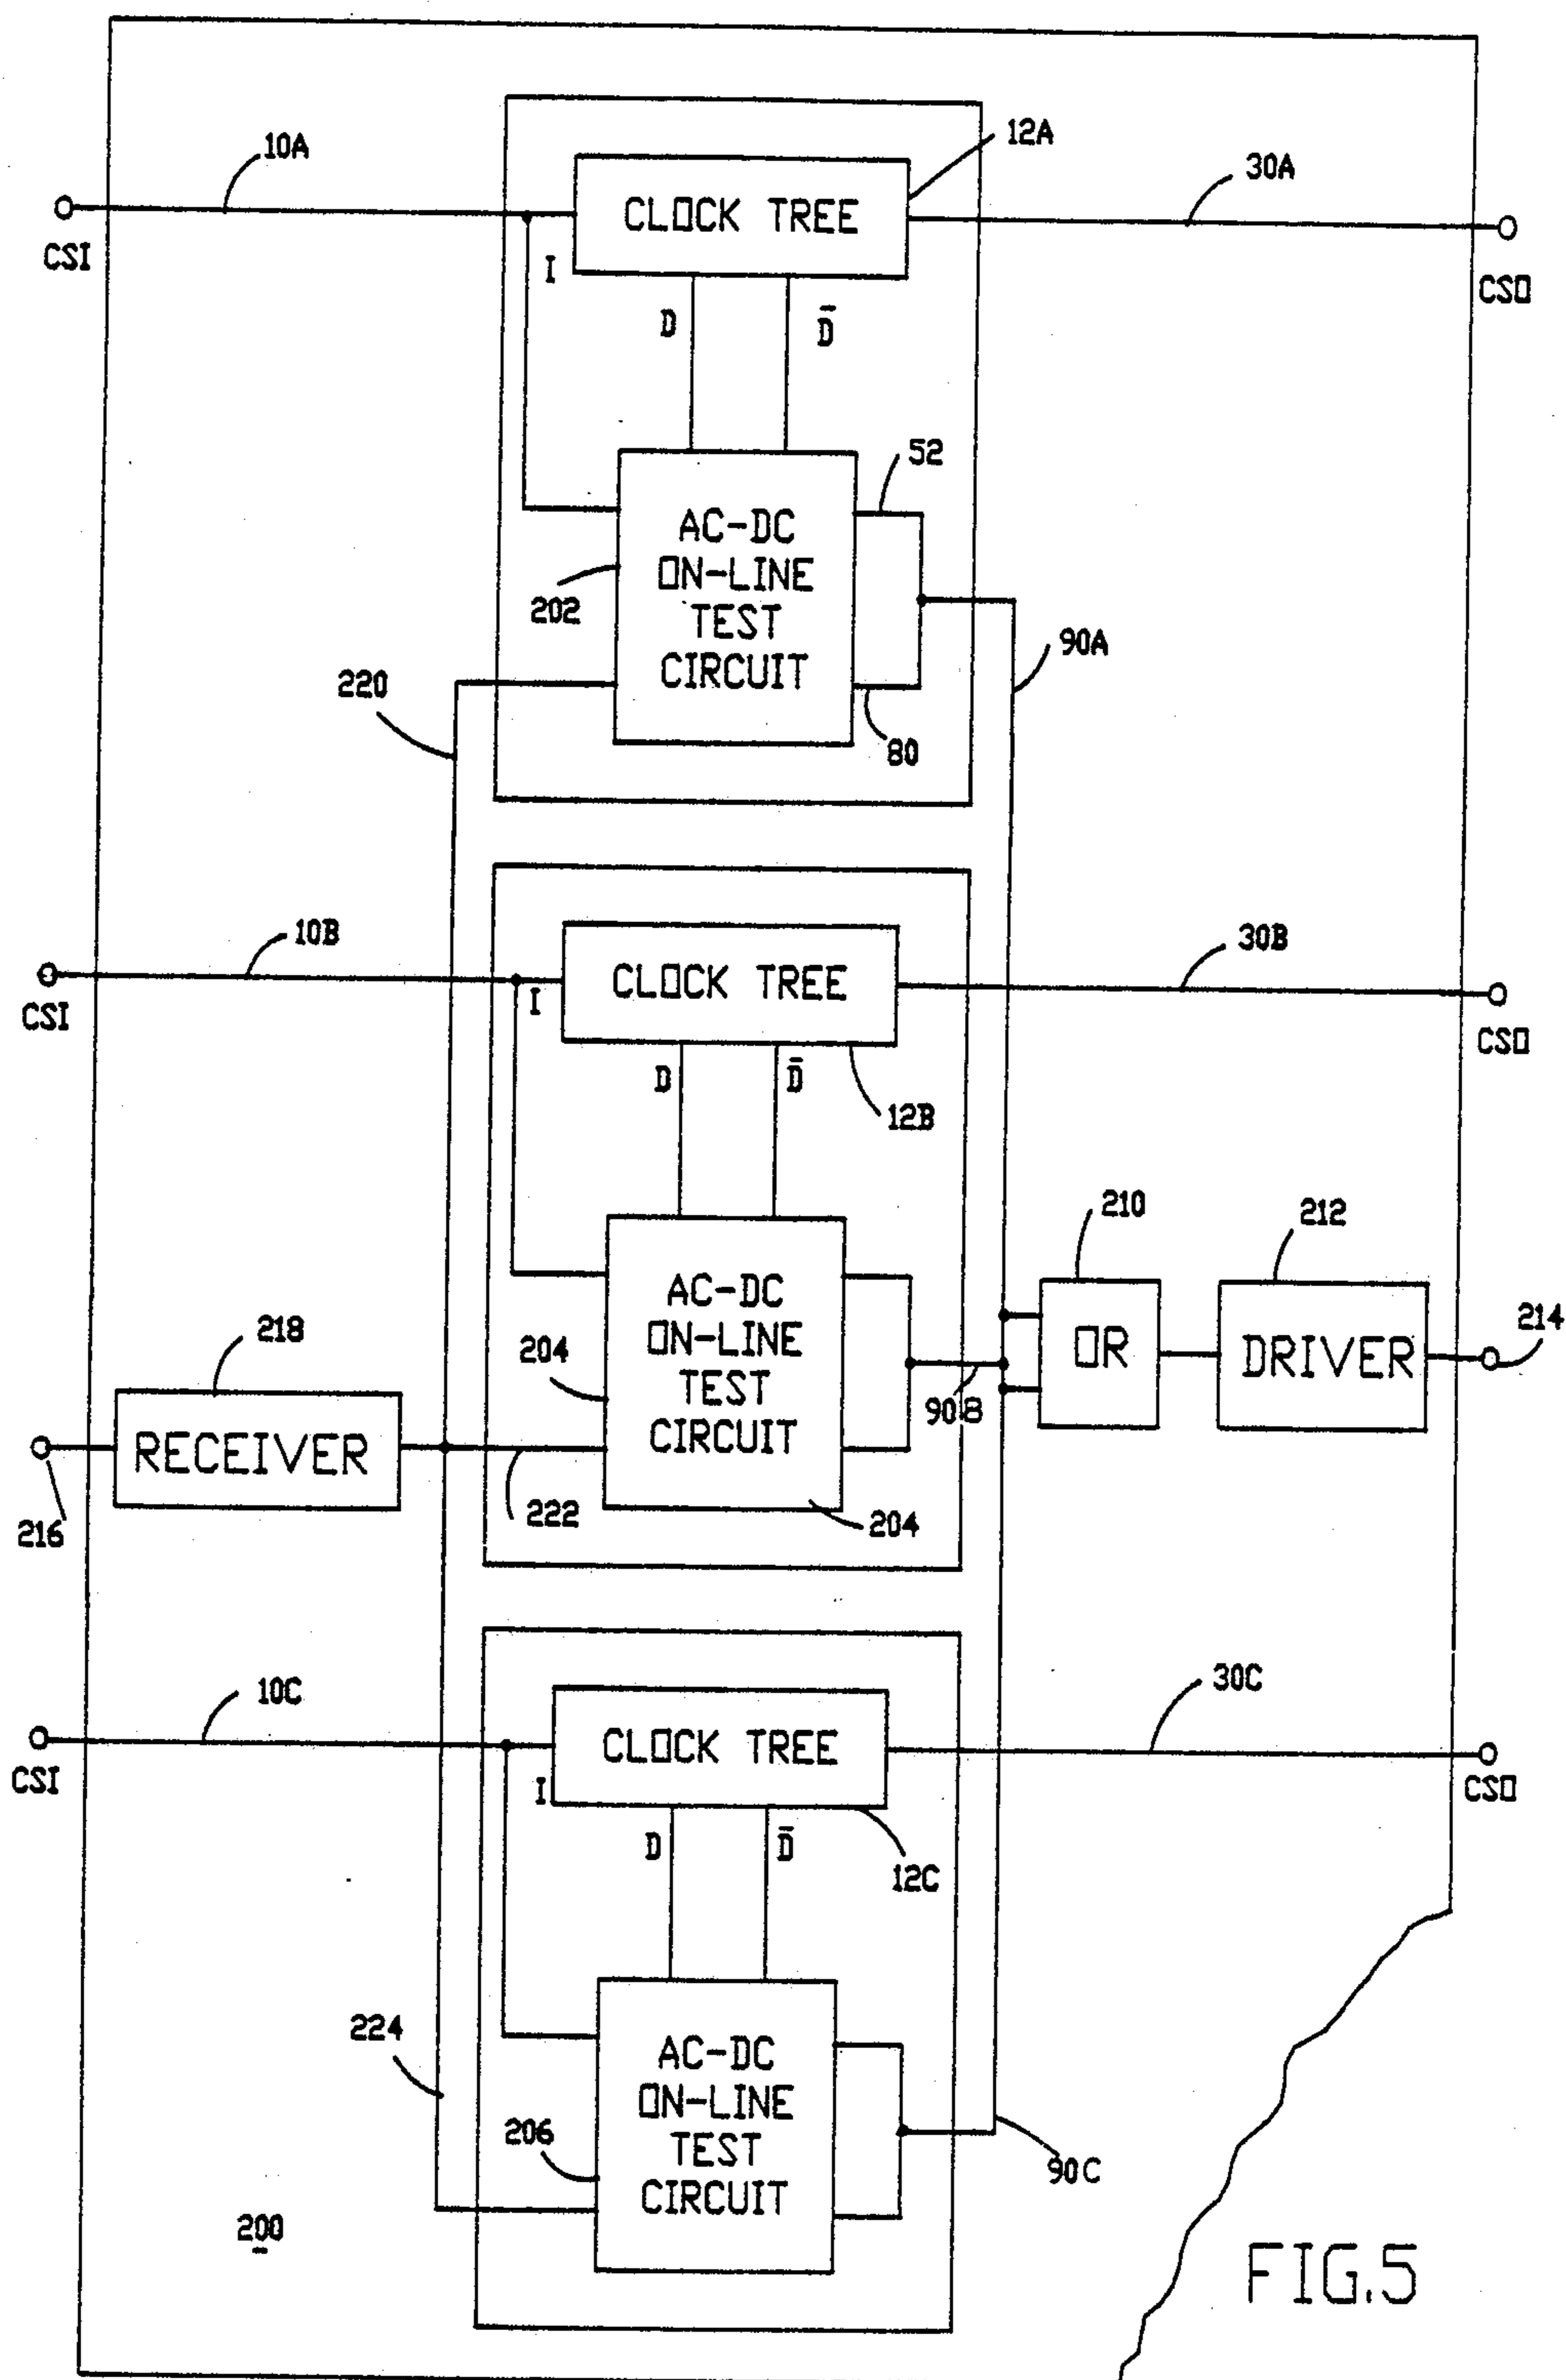 10A
12A
30A
CLOCK TREE
CSI
I
CSO
D
D̄
52
AC-DC
ON-LINE
TEST
CIRCUIT
202
90A
220
80
10B
30B
CLOCK TREE
CSI
I
CSO
D
D̄
12B
210
212
AC-DC
ON-LINE
TEST
CIRCUIT
218
204
OR
DRIVER
214
90B
RECEIVER
216
222
204
10C
30C
CLOCK TREE
CSI
I
CSO
D
D̄
12C
224
AC-DC
ON-LINE
TEST
CIRCUIT
206
90C
200
FIG.5